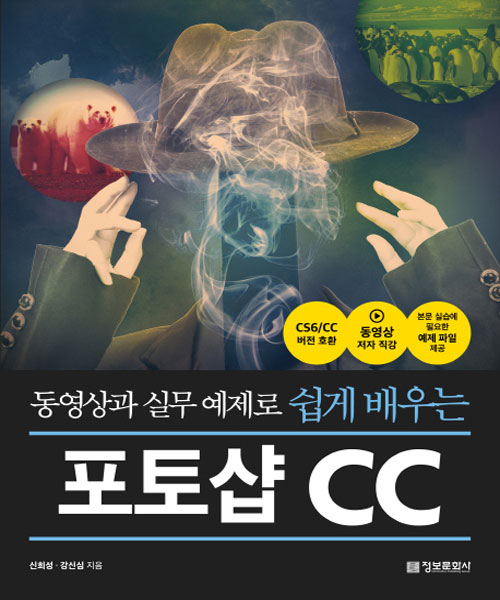 CS6/CC
버전 호환
동영상
저자 직강
본문 실습에
필요한
예제 파일
제공
동영상과 실무 예제로 쉽게 배우는
포토샵 CC
신희성 · 강신심 지음
정보문화사